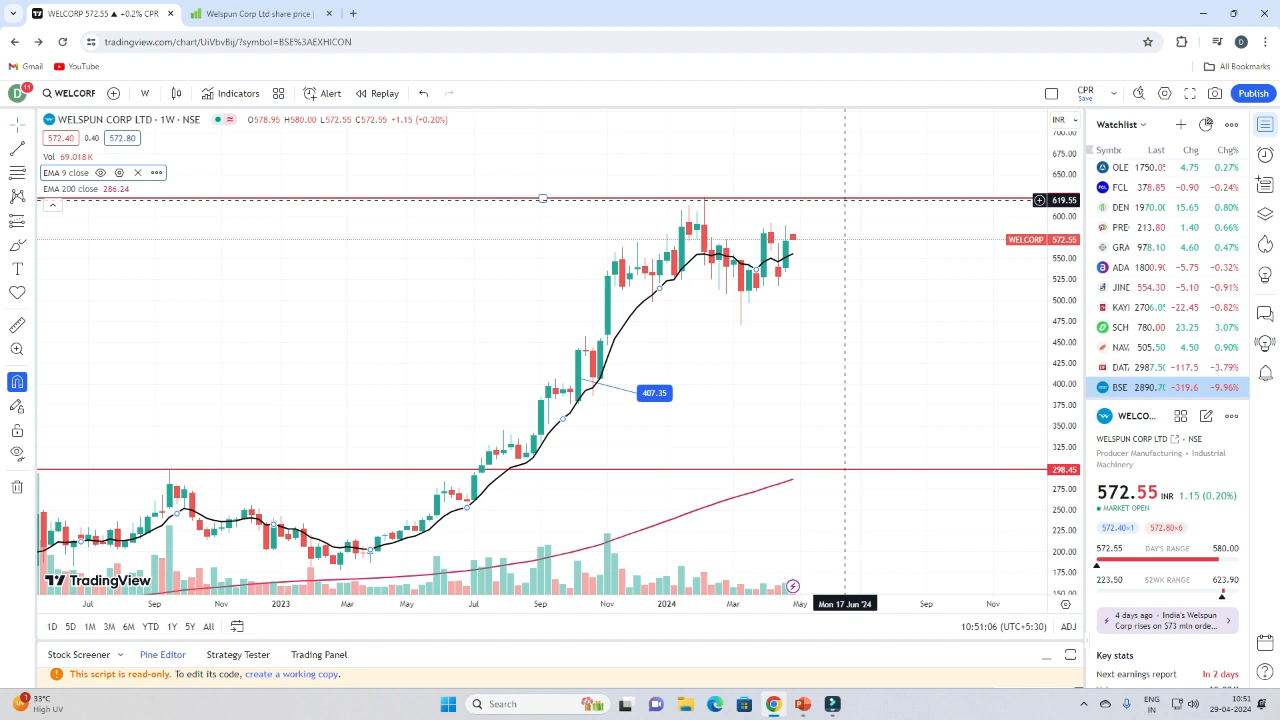 WELCORP 572.55 ▲ +0.2% CPR
Welspun Corp Ltd share price |
tradingview.com/chart/UiVbvBij/?symbol=BSE%3AEXHICON
D
Gmail YouTube All Bookmarks
D 11 WELCORP W Indicators Alert Replay CPR Save Publish
WELSPUN CORP LTD · 1W · NSE O578.95 H580.00 L572.55 C572.55 +1.15 (+0.20%)
INR
572.40 0.40 572.80
Vol 69.018K
EMA 9 close
EMA 200 close 286.24
700.00
675.00
650.00
619.55
600.00
WELCORP 572.55
550.00
525.00
500.00
475.00
450.00
425.00
400.00
407.35
375.00
350.00
325.00
298.45
275.00
250.00
225.00
200.00
175.00
150.00
TradingView
Jul Sep Nov 2023 Mar May Jul Sep Nov 2024 Mar May Mon 17 Jun '24 Sep Nov
1D 5D 1M 3M 6M YTD 1Y 5Y All
10:51:06 (UTC+5:30) ADJ
Stock Screener Pine Editor Strategy Tester Trading Panel
This script is read-only. To edit its code, create a working copy.
Watchlist
Symbc Last Chg Chg%
OLE 1750.05 4.75 0.27%
FCL 378.85 −0.90 −0.24%
DEN 1970.00 15.65 0.80%
PRE 213.80 1.40 0.66%
GRA 978.10 4.60 0.47%
ADA 1800.90 −5.75 −0.32%
JINE 554.30 −5.10 −0.91%
KAYI 2706.05 −22.45 −0.82%
SCH 780.00 23.25 3.07%
NAV 505.50 4.50 0.90%
DAT 2987.50 −117.5 −3.79%
BSE 2890.70 −319.6 −9.96%
WELCO...
WELSPUN CORP LTD · NSE
Producer Manufacturing • Industrial
Machinery
572.55 INR 1.15 (0.20%)
MARKET OPEN
572.40×1 572.80×6
572.55 DAY'S RANGE 580.00
223.50 52WK RANGE 623.90
4 days ago • India's Welspun
Corp rises on $73 mln orde...
Key stats
Next earnings report In 2 days
1 33°C
High UV
Search
ENG
IN
10:51
29-04-2024